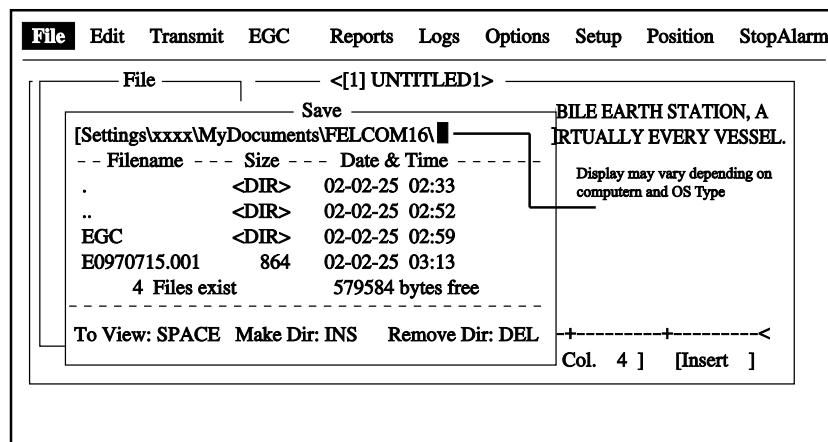 File Edit Transmit EGC Reports Logs Options Setup Position StopAlarm
File
<[1] UNTITLED1>
Save
BILE EARTH STATION, A
[Settings\xxxx\MyDocuments\FELCOM16\
RTUALLY EVERY VESSEL.
Filename Size Date & Time
Display may vary depending on
computern and OS Type
. <DIR> 02-02-25 02:33
.. <DIR> 02-02-25 02:52
EGC <DIR> 02-02-25 02:59
E0970715.001 864 02-02-25 03:13
4 Files exist 579584 bytes free
To View: SPACE Make Dir: INS Remove Dir: DEL
-+---------+---------<
Col. 4 ] [Insert ]